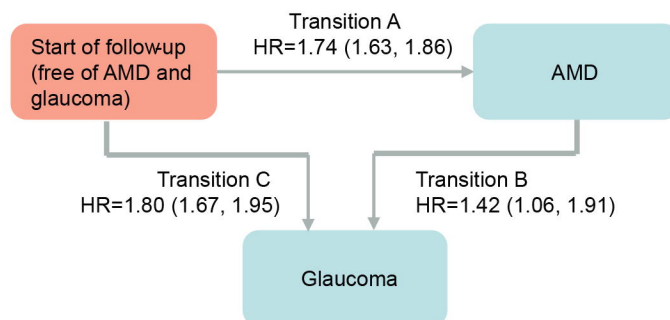 Transition A
HR=1.74 (1.63, 1.86)
Start of follow-up
(free of AMD and
glaucoma)
AMD
Transition C
HR=1.80 (1.67, 1.95)
Transition B
HR=1.42 (1.06, 1.91)
Glaucoma